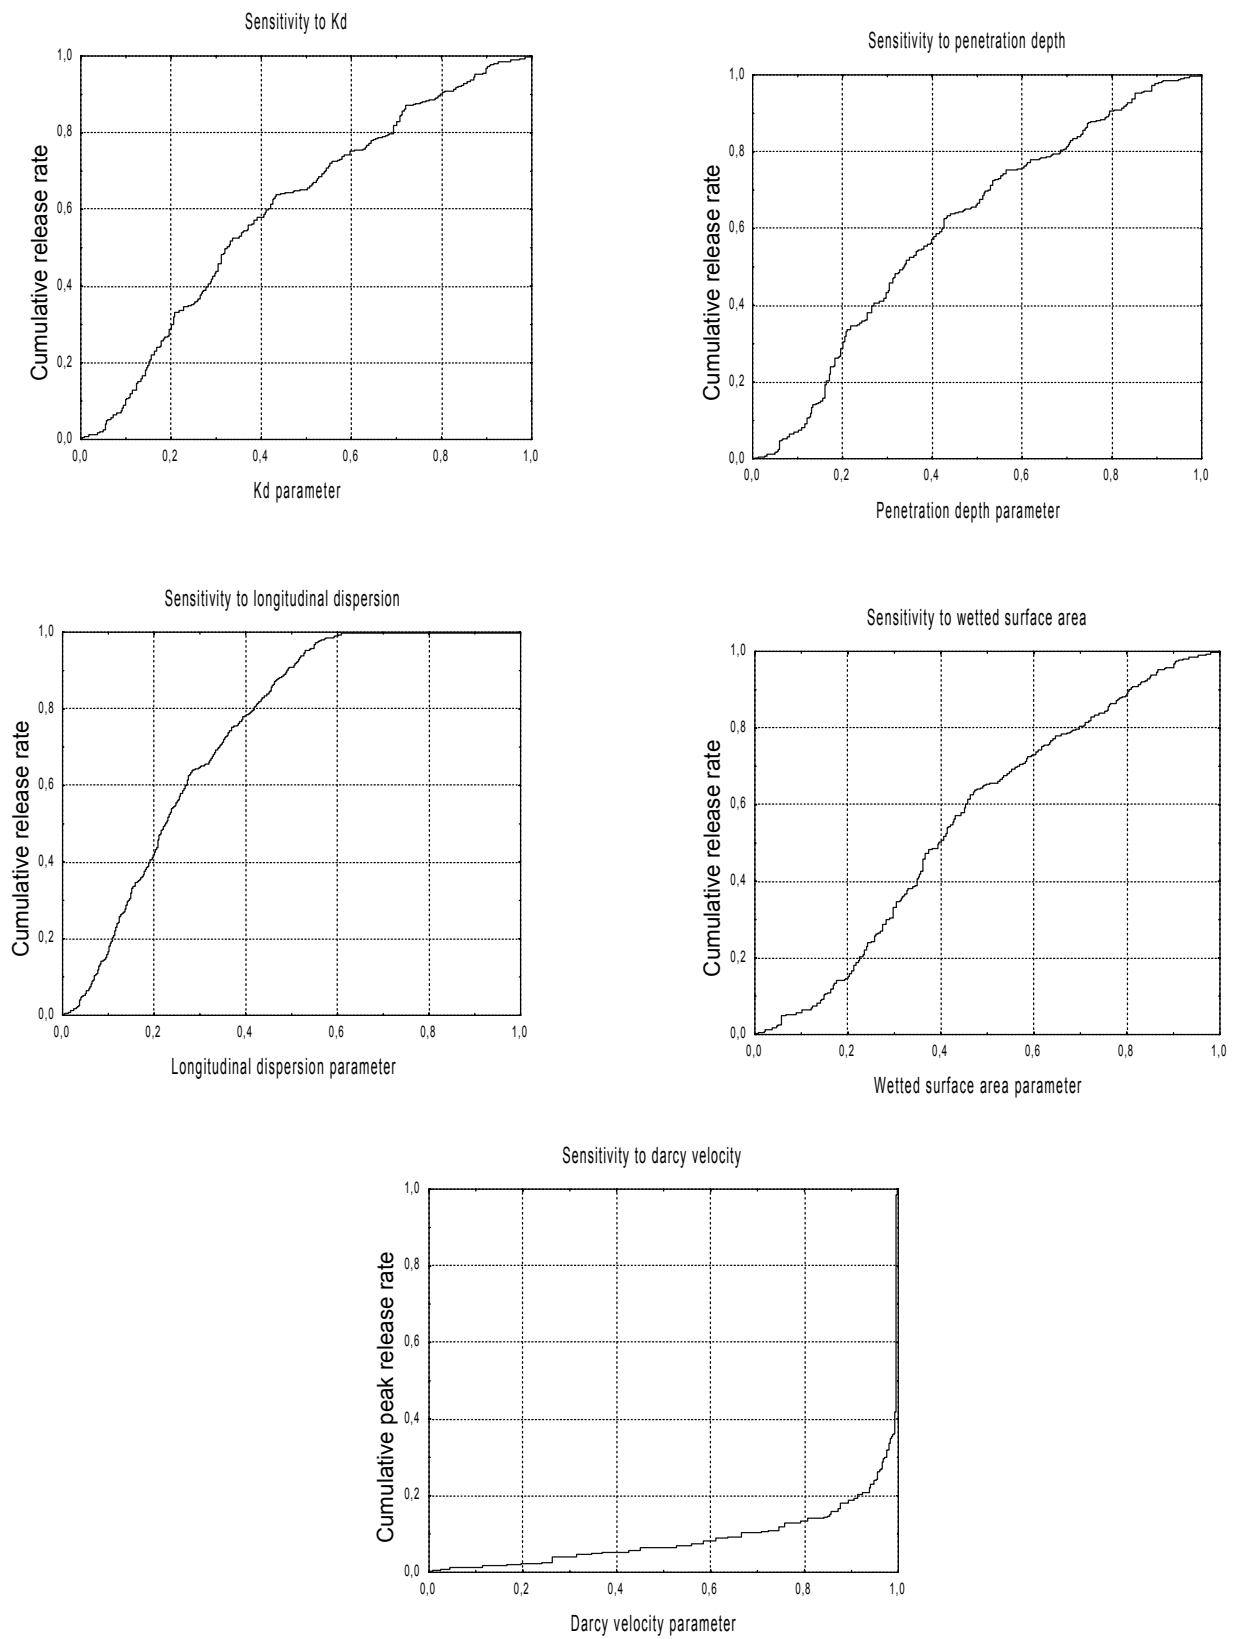 Sensitivity to Kd
1,0
0,8
0,6
0,4
0,2
0,0
Cumulative release rate
0,0 0,2 0,4 0,6 0,8 1,0
Kd parameter
Sensitivity to penetration depth
1,0
0,8
0,6
0,4
0,2
0,0
Cumulative release rate
0,0 0,2 0,4 0,6 0,8 1,0
Penetration depth parameter
Sensitivity to longitudinal dispersion
1,0
0,8
0,6
0,4
0,2
0,0
Cumulative release rate
0,0 0,2 0,4 0,6 0,8 1,0
Longitudinal dispersion parameter
Sensitivity to wetted surface area
1,0
0,8
0,6
0,4
0,2
0,0
Cumulative release rate
0,0 0,2 0,4 0,6 0,8 1,0
Wetted surface area parameter
Sensitivity to darcy velocity
1,0
0,8
0,6
0,4
0,2
0,0
Cumulative peak release rate
0,0 0,2 0,4 0,6 0,8 1,0
Darcy velocity parameter